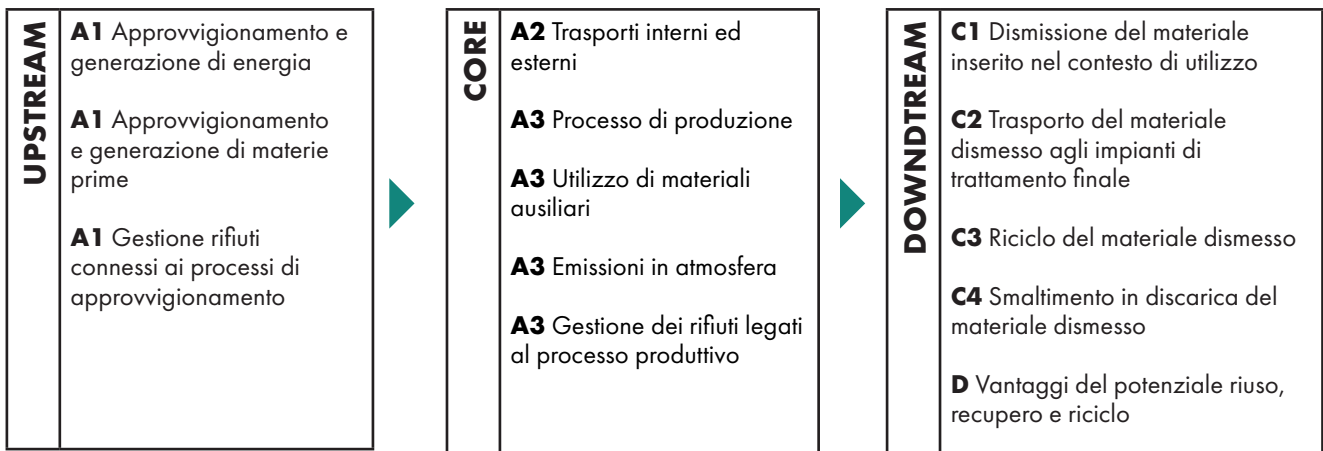 UPSTREAM
A1 Approvvigionamento e
generazione di energia
A1 Approvvigionamento
e generazione di materie
prime
A1 Gestione rifiuti
connessi ai processi di
approvvigionamento
CORE
A2 Trasporti interni ed
esterni
A3 Processo di produzione
A3 Utilizzo di materiali
ausiliari
A3 Emissioni in atmosfera
A3 Gestione dei rifiuti legati
al processo produttivo
DOWNDTREAM
C1 Dismissione del materiale
inserito nel contesto di utilizzo
C2 Trasporto del materiale
dismesso agli impianti di
trattamento finale
C3 Riciclo del materiale dismesso
C4 Smaltimento in discarica del
materiale dismesso
D Vantaggi del potenziale riuso,
recupero e riciclo